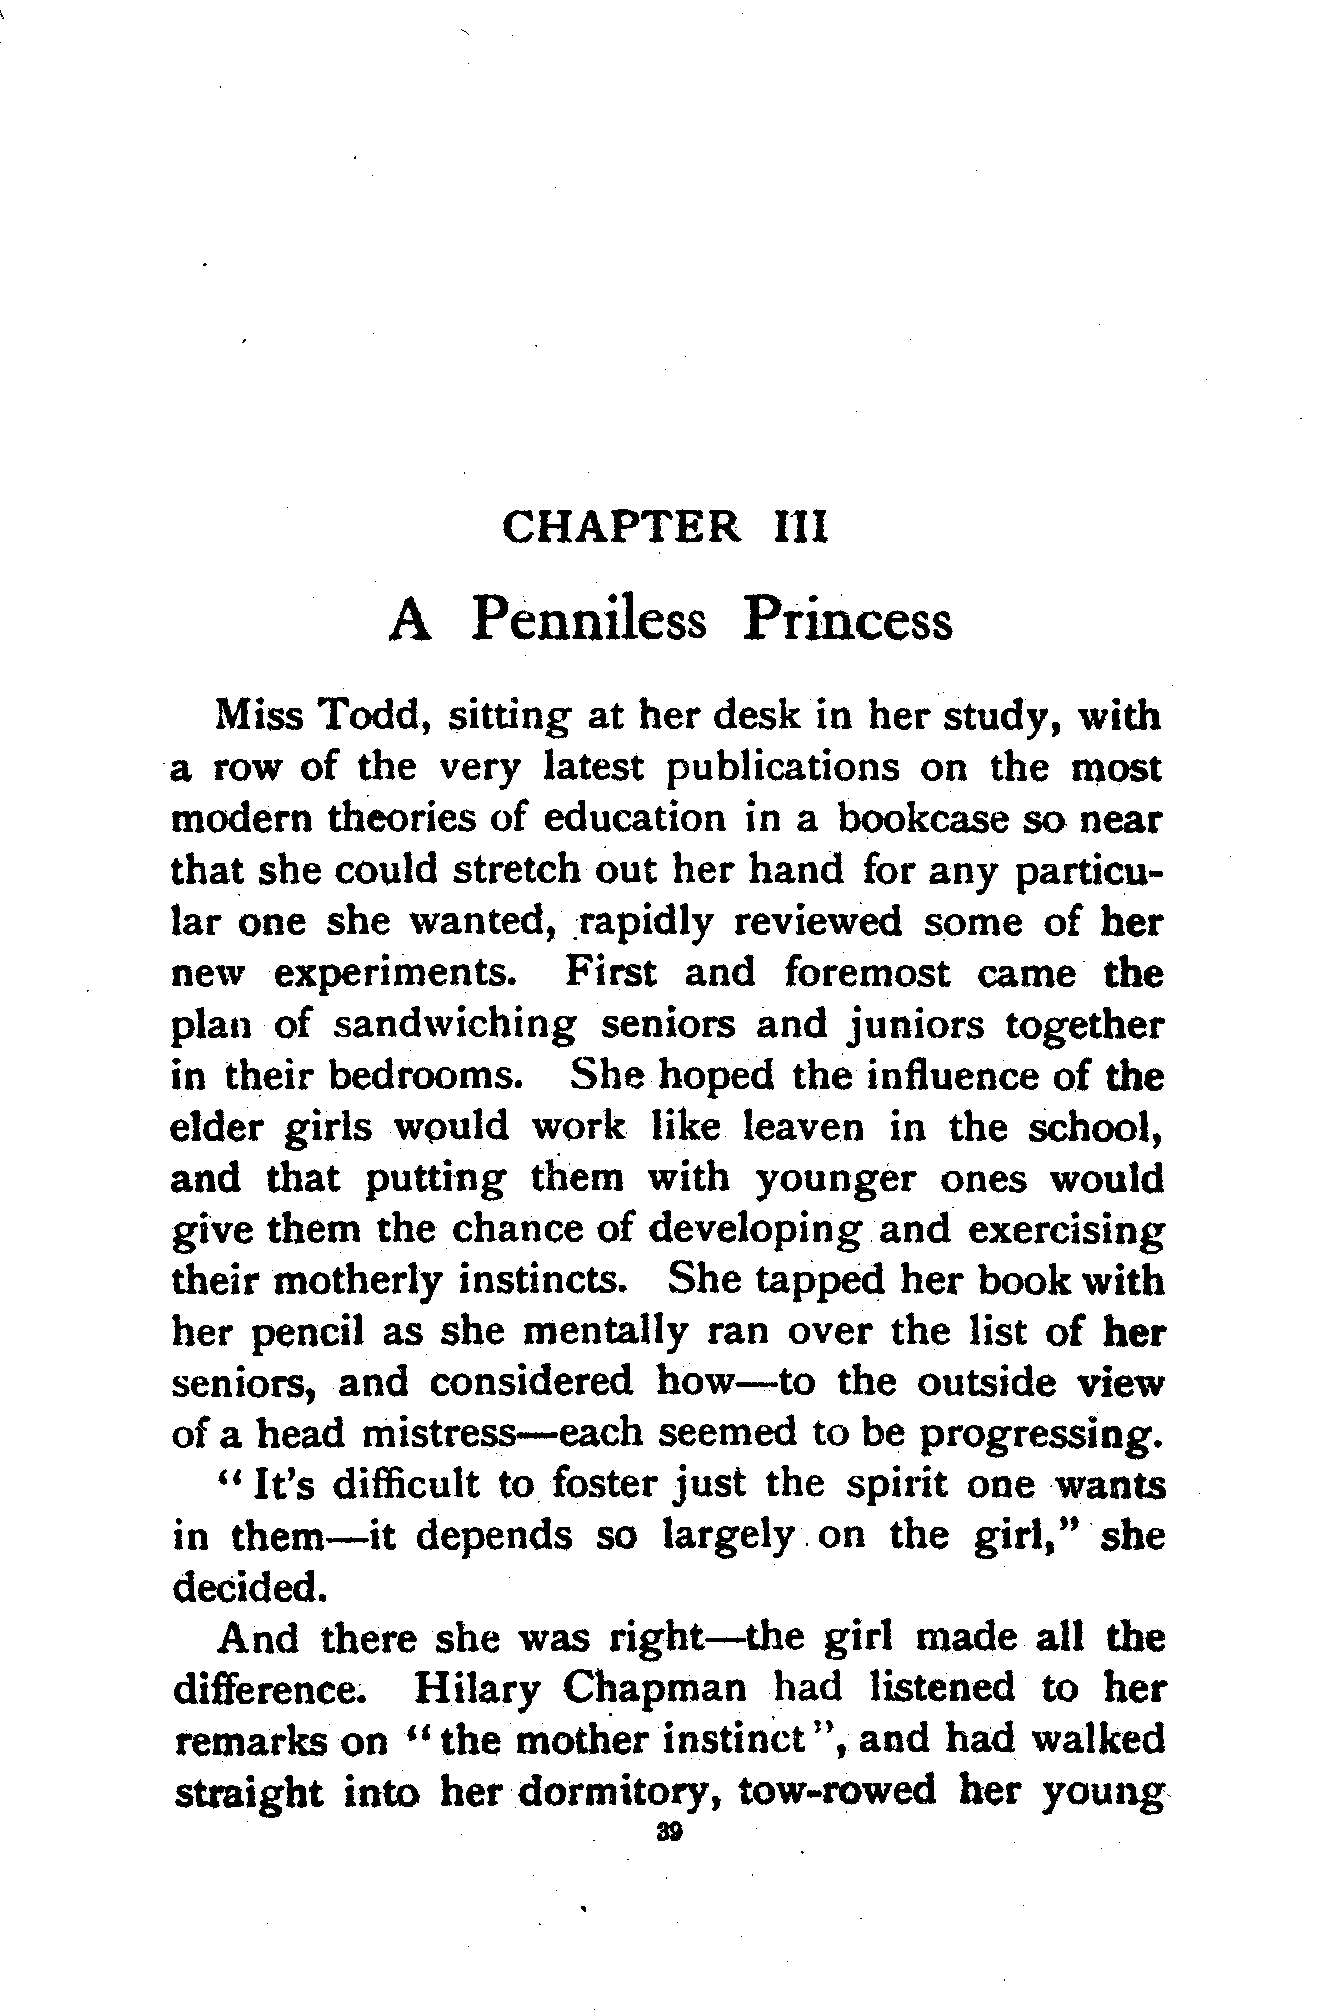 CHAPTER III
A Penniless Princess
Miss Todd, sitting at her desk in her study, with
a row of the very latest publications on the most
modern theories of education in a bookcase so near
that she could stretch out her hand for any particu-
lar one she wanted, rapidly reviewed some of her
new experiments. First and foremost came the
plan of sandwiching seniors and juniors together
in their bedrooms. She hoped the influence of the
elder girls would work like leaven in the school,
and that putting them with younger ones would
give them the chance of developing and exercising
their motherly instincts. She tapped her book with
her pencil as she mentally ran over the list of her
seniors, and considered how—to the outside view
of a head mistress—each seemed to be progressing.
"It's difficult to foster just the spirit one wants
in them—it depends so largely on the girl," she
decided.
And there she was right—the girl made all the
difference. Hilary Chapman had listened to her
remarks on "the mother instinct", and had walked
straight into her dormitory, tow-rowed her young
39